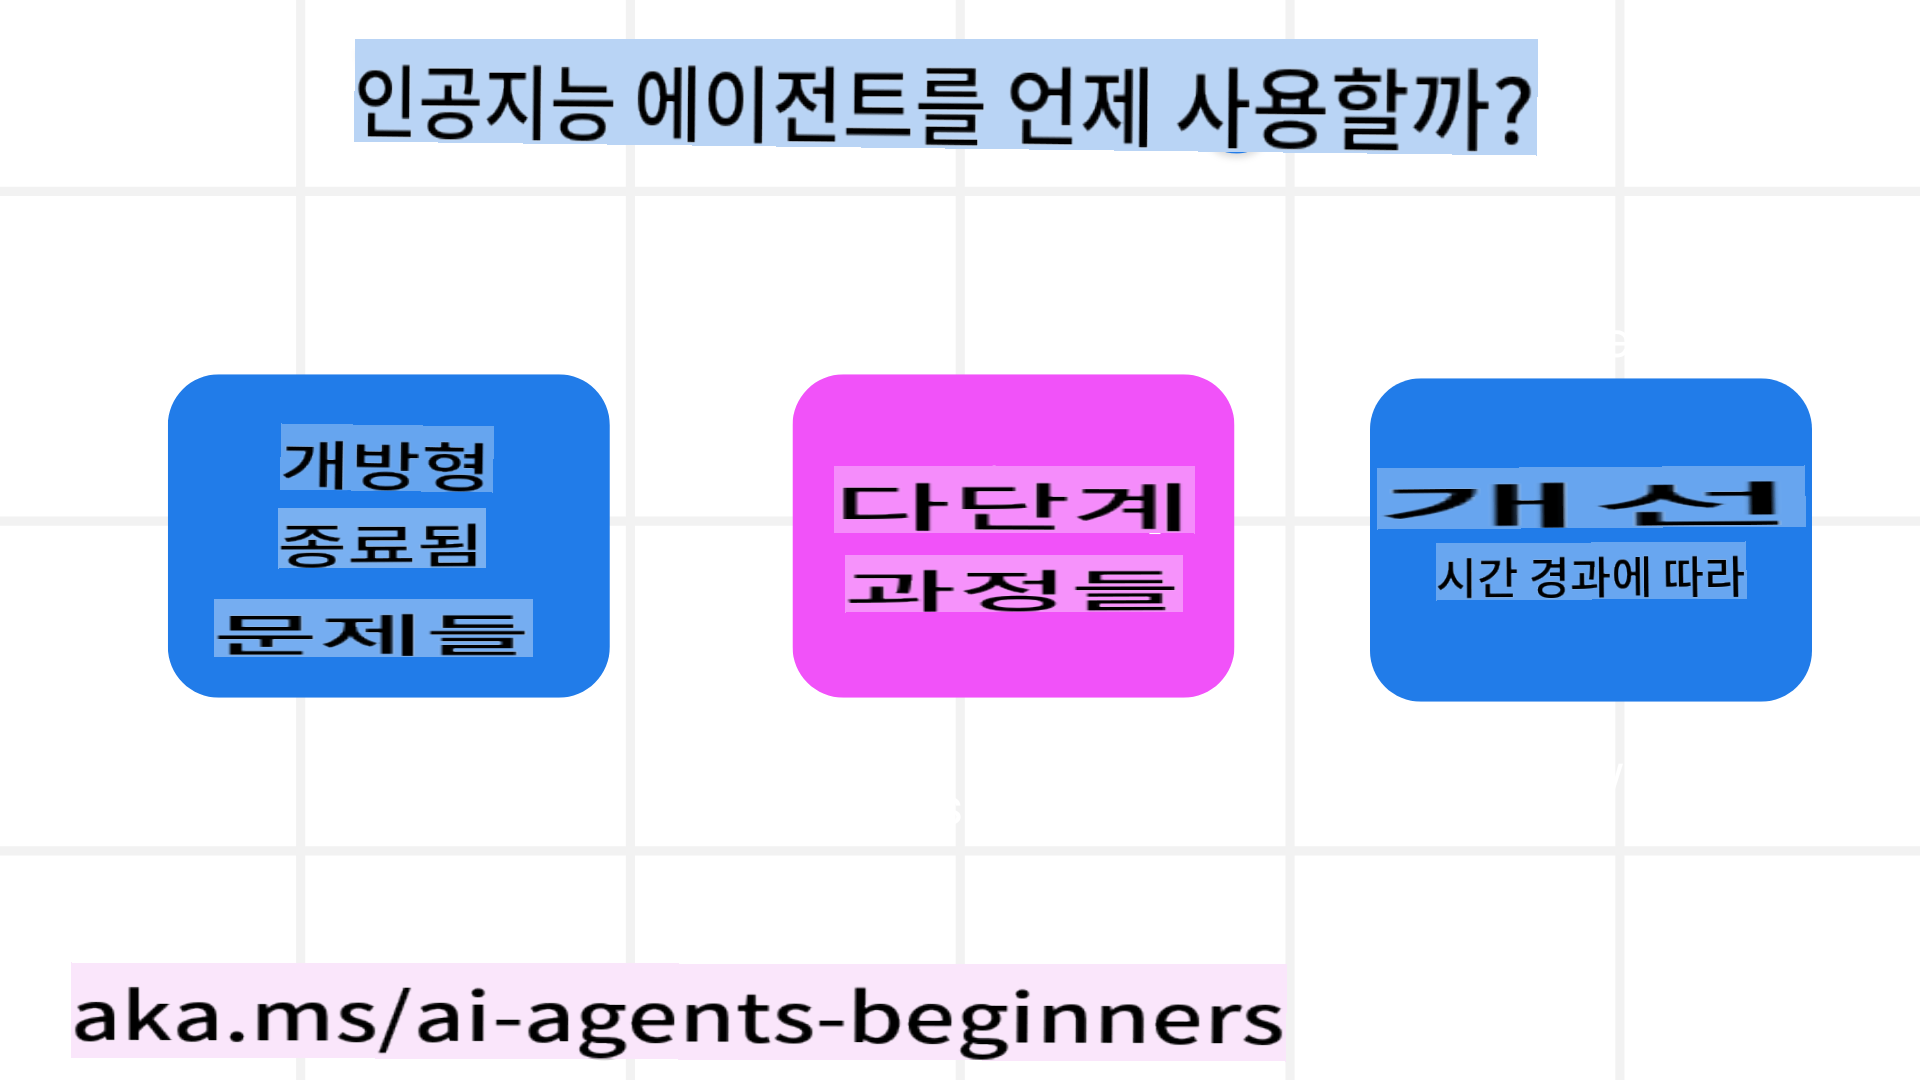 인공지능 에이전트를 언제 사용할까?
개방형
종료됨
문제들
다단계
과정들
개선
시간 경과에 따라
aka.ms/ai-agents-beginners